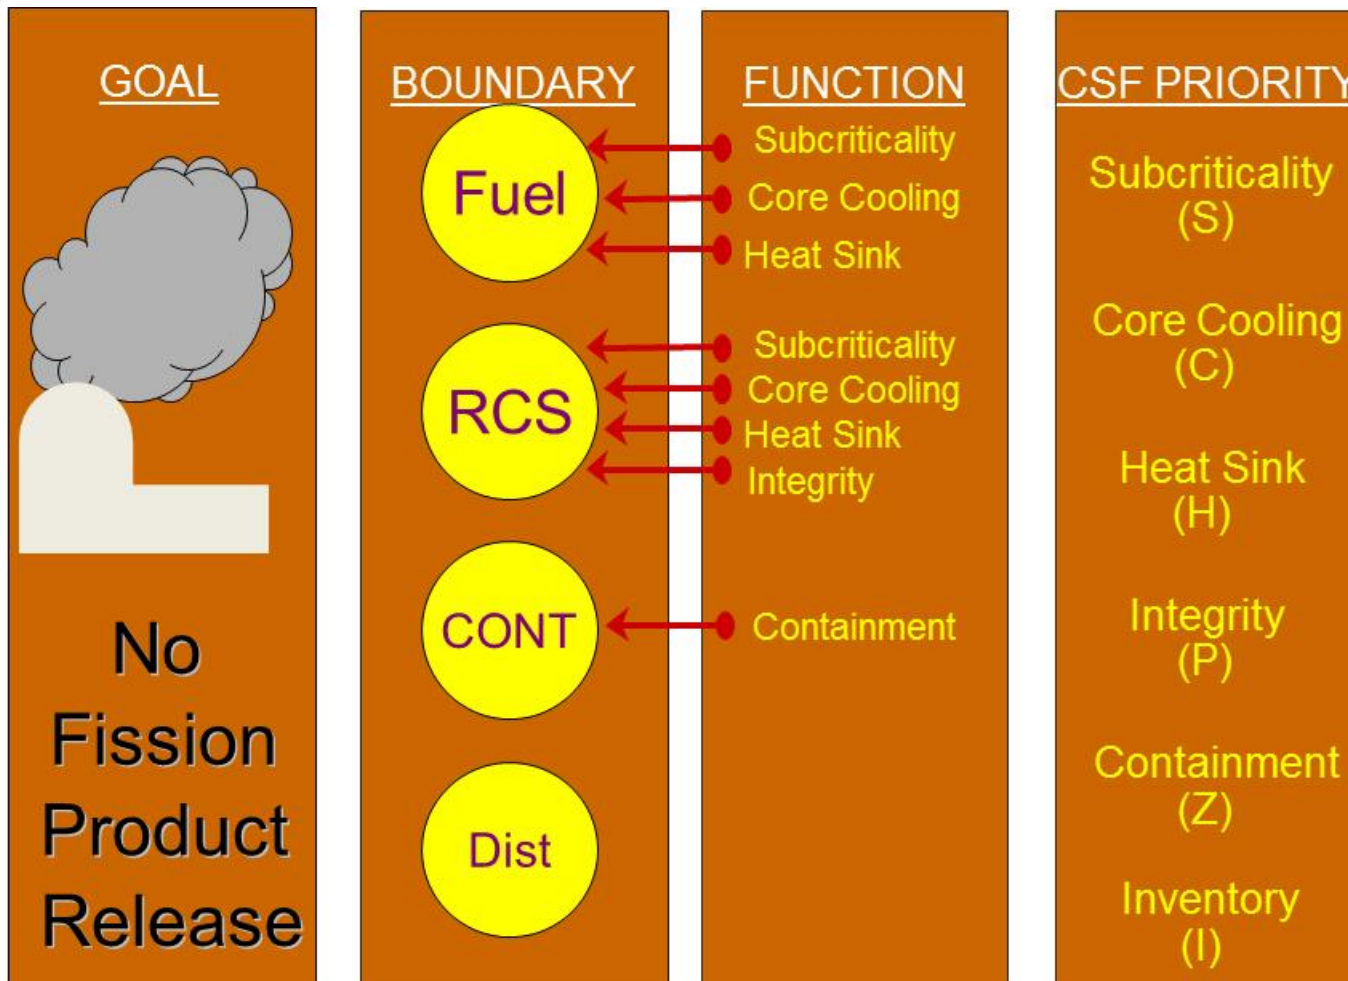 GOAL
No
Fission
Product
Release
BOUNDARY
Fuel
RCS
CONT
Dist
FUNCTION
Subcriticality
Core Cooling
Heat Sink
Subcriticality
Core Cooling
Heat Sink
Integrity
Containment
CSF PRIORITY
Subcriticality
(S)
Core Cooling
(C)
Heat Sink
(H)
Integrity
(P)
Containment
(Z)
Inventory
(I)